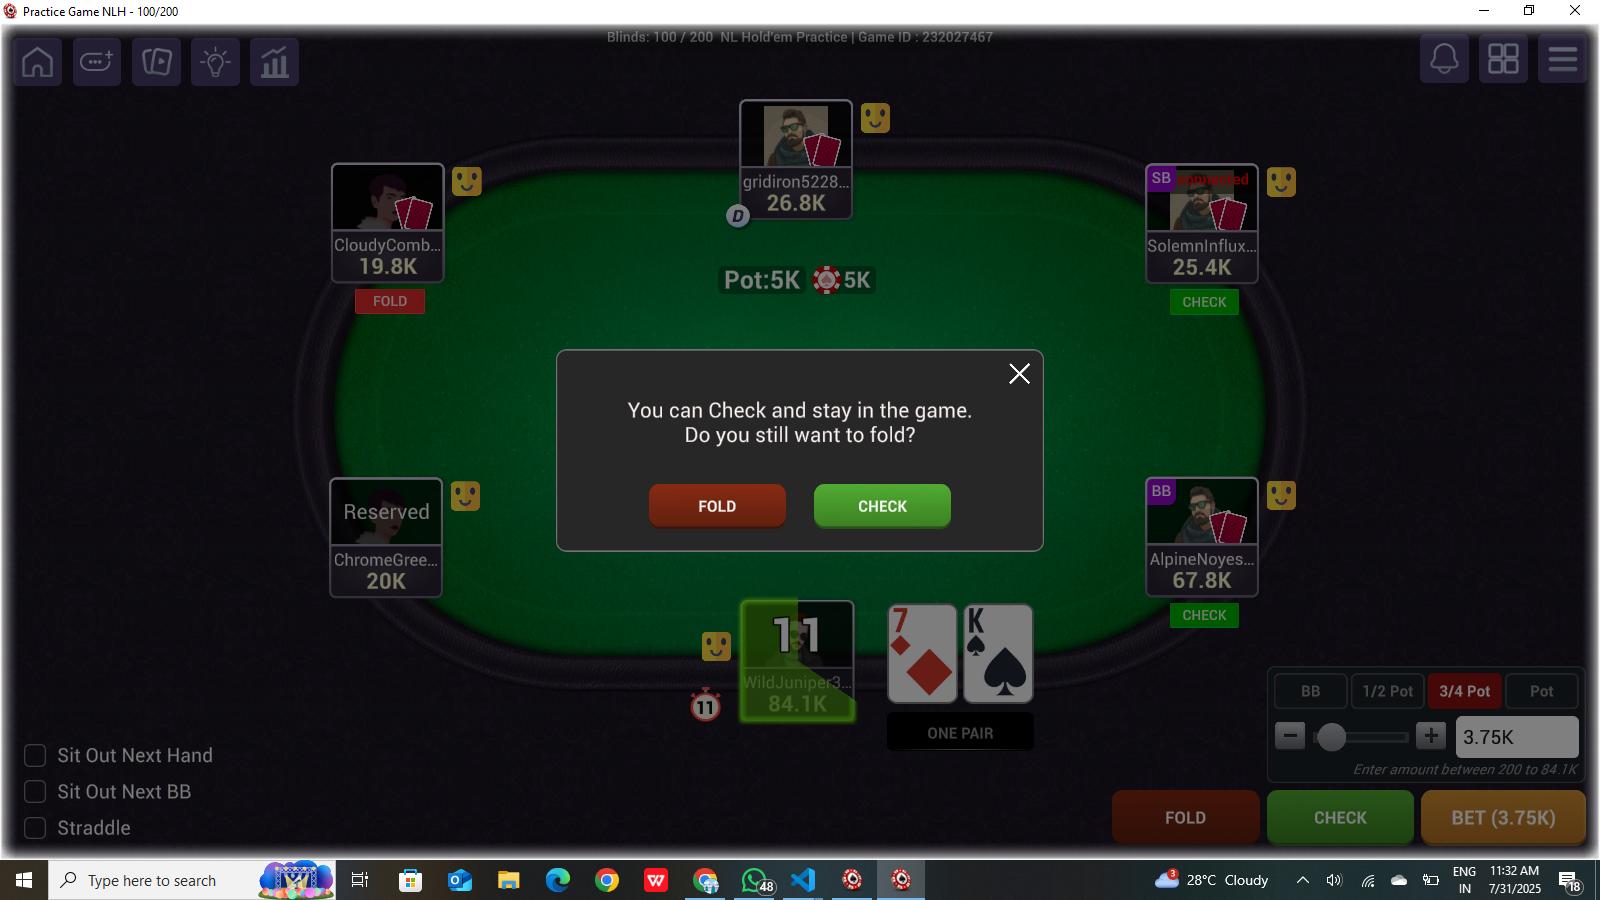 Practice Game NLH - 100/200
Blinds: 100 / 200 NL Hold'em Practice | Game ID : 232027467
gridiron5228...
26.8K
D
CloudyComb...
19.8K
FOLD
SB
SolemnInflux...
25.4K
CHECK
Pot:5K 5K
You can Check and stay in the game.
Do you still want to fold?
FOLD CHECK
Reserved
ChromeGree...
20K
BB
AlpineNoyes...
67.8K
CHECK
11
WildJuniper3...
84.1K
11
7 K
ONE PAIR
BB 1/2 Pot 3/4 Pot Pot
3.75K
Enter amount between 200 to 84.1K
Sit Out Next Hand
Sit Out Next BB
Straddle
FOLD CHECK BET (3.75K)
Type here to search
48
3
28°C Cloudy
ENG
IN
11:32 AM
7/31/2025
18